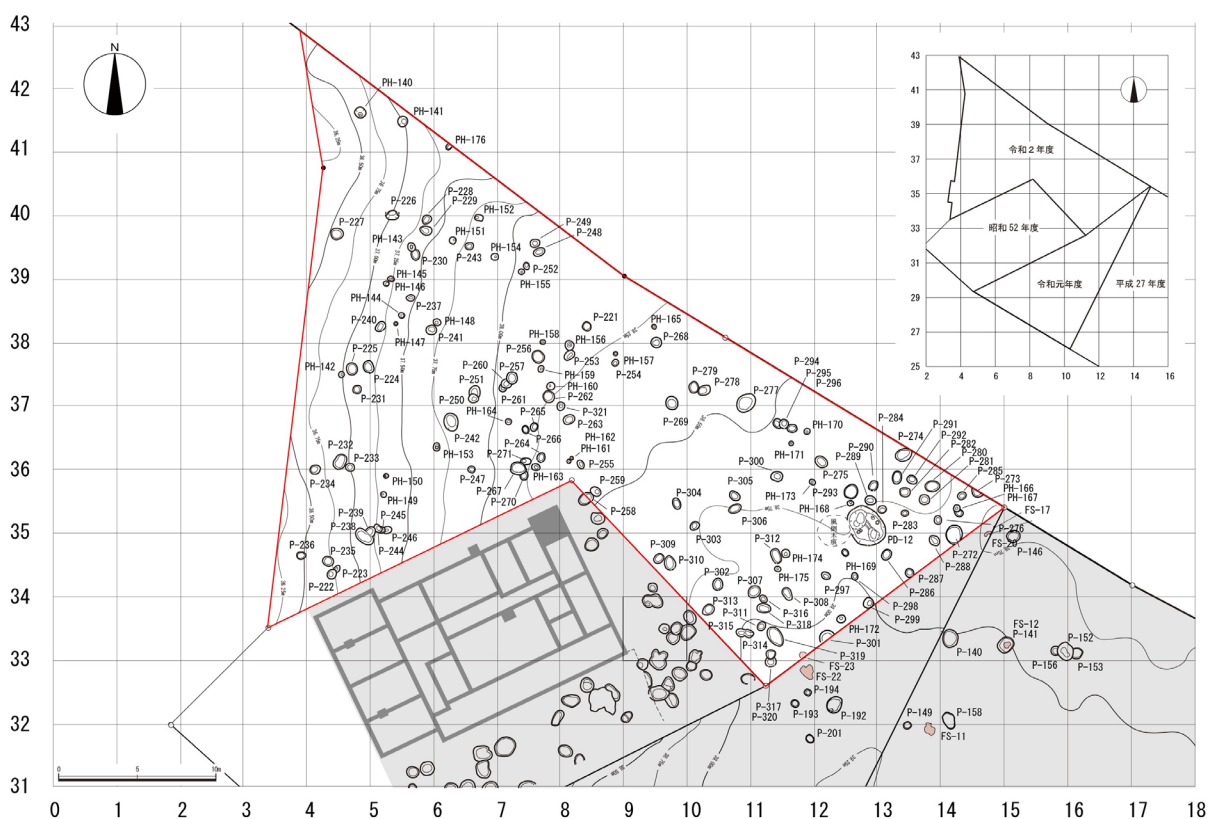 43
42
41
40
39
38
37
36
35
34
33
32
31
0 1 2 3 4 5 6 7 8 9 10 11 12 13 14 15 16 17 18
N
0 5 10m
43
41
39
37
35
33
31
29
27
25
2 4 6 8 10 12 14 16
令和2年度
昭和52年度
令和元年度
平成27年度
PH-140
PH-141
PH-176
P-228
P-229
P-226
P-227
PH-152
PH-151
P-249
P-248
PH-143
P-230
P-243
PH-154
P-252
PH-155
PH-145
PH-146
PH-144
P-237
P-240
PH-148
P-241
PH-147
P-221
PH-165
P-268
PH-158
PH-156
P-256
P-253
PH-157
P-254
P-225
PH-142
P-224
P-231
P-260
P-257
P-251
PH-159
PH-160
P-262
P-250
P-261
P-321
P-263
PH-164
P-265
P-242
P-264
P-266
PH-162
PH-161
PH-153
P-271
P-255
P-247
P-267
PH-163
P-270
P-259
P-258
P-232
P-233
P-234
PH-150
PH-149
P-239
P-245
P-238
P-246
P-244
P-236
P-235
P-223
P-222
P-279
P-278
P-277
P-269
P-294
P-295
P-296
PH-170
PH-171
P-284
P-274
P-291
P-292
P-282
P-280
P-281
P-285
P-273
PH-166
PH-167
FS-17
P-290
P-289
P-300
P-275
P-305
PH-173
P-293
PH-168
P-304
P-306
P-303
風倒木痕
PD-12
P-283
P-276
FS-20
P-146
P-272
P-288
P-312
PH-174
PH-175
PH-169
P-287
P-286
P-309
P-310
P-302
P-307
P-308
P-297
P-298
P-299
P-313
P-311
P-316
P-315
P-318
P-314
PH-172
P-301
P-319
FS-23
FS-22
P-317
P-320
P-194
P-193
P-192
P-201
P-140
FS-12
P-141
P-152
P-156
P-153
P-149
P-158
FS-11